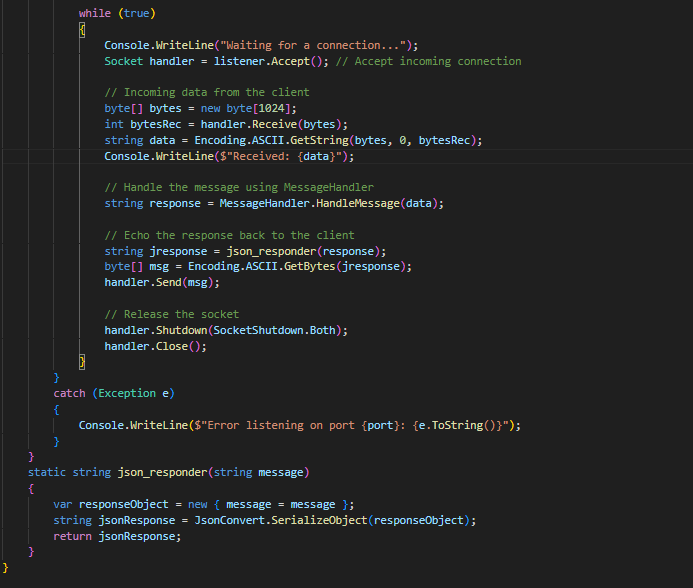 while (true)
{
Console.WriteLine("Waiting for a connection...");
Socket handler = listener.Accept(); // Accept incoming connection
// Incoming data from the client
byte[] bytes = new byte[1024];
int bytesRec = handler.Receive(bytes);
string data = Encoding.ASCII.GetString(bytes, 0, bytesRec);
Console.WriteLine($"Received: {data}");
// Handle the message using MessageHandler
string response = MessageHandler.HandleMessage(data);
// Echo the response back to the client
string jresponse = json_responder(response);
byte[] msg = Encoding.ASCII.GetBytes(jresponse);
handler.Send(msg);
// Release the socket
handler.Shutdown(SocketShutdown.Both);
handler.Close();
}
}
catch (Exception e)
{
Console.WriteLine($"Error listening on port {port}: {e.ToString()}");
}
}
static string json_responder(string message)
{
var responseObject = new { message = message };
string jsonResponse = JsonConvert.SerializeObject(responseObject);
return jsonResponse;
}
}